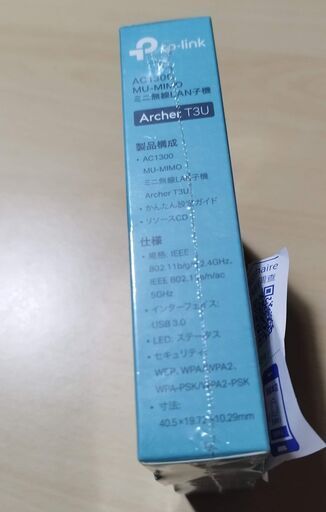 tp-link
AC1300
MU-MIMO
ミニ無線LAN子機
Archer T3U
製品構成
• AC1300
MU-MIMO
ミニ無線LAN子機
Archer T3U
• かんたん設定ガイド
• リソースCD
仕様
• 規格: IEEE
802.11b/g/n 2.4GHz,
IEEE 802.11a/n/ac
5GHz
• インターフェイス:
USB 3.0
• LED: ステータス
• セキュリティ:
WEP, WPA/WPA2,
WPA-PSK/WPA2-PSK
• 寸法:
40.5×19.72×10.29mm